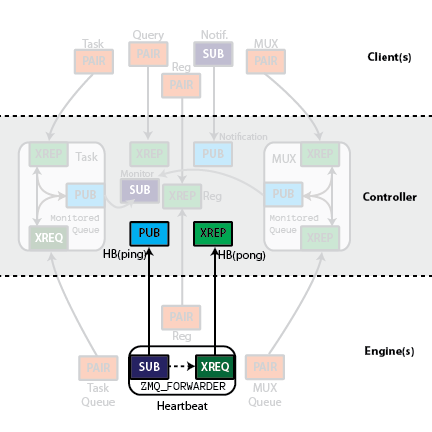 Task
Query
Notif.
MUX
PAIR
PAIR
SUB
PAIR
Client(s)
Reg
PAIR
XREP
Task
XREP
Notification
PUB
MUX
XREP
Monitor
PUB
SUB
XREP
Reg
PUB
Controller
Monitored
Queue
Monitored
Queue
XREQ
PUB
XREP
XREP
HB(ping)
HB(pong)
PAIR
Reg
Engine(s)
PAIR
SUB
XREQ
PAIR
ZMQ_FORWARDER
Task
Queue
MUX
Queue
Heartbeat